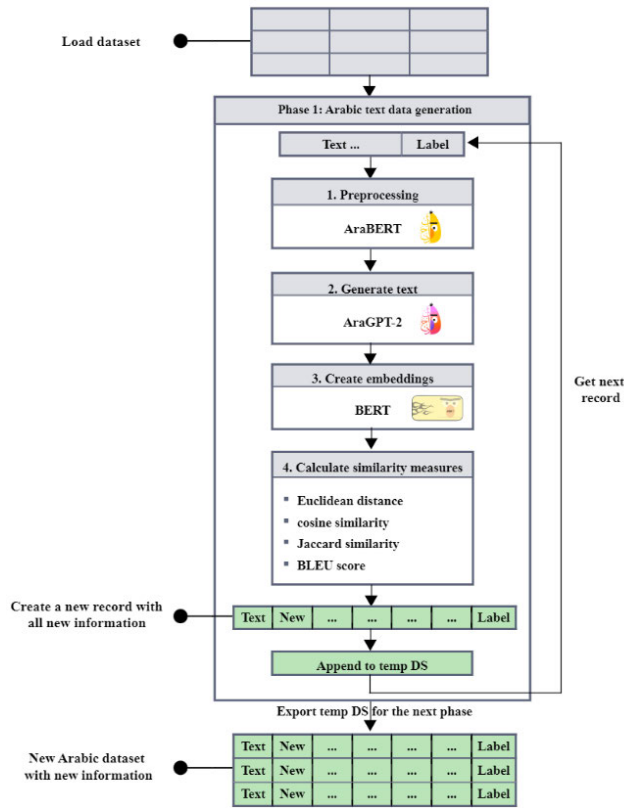 Load dataset
Phase 1: Arabic text data generation
Text ... Label
1. Preprocessing
AraBERT
2. Generate text
AraGPT-2
3. Create embeddings
BERT
Get next
record
4. Calculate similarity measures
▪ Euclidean distance
▪ cosine similarity
▪ Jaccard similarity
▪ BLEU score
Create a new record with
all new information
Text New ... ... ... ... Label
Append to temp DS
Export temp DS for the next phase
New Arabic dataset
with new information
Text New ... ... ... ... Label
Text New ... ... ... ... Label
Text New ... ... ... ... Label